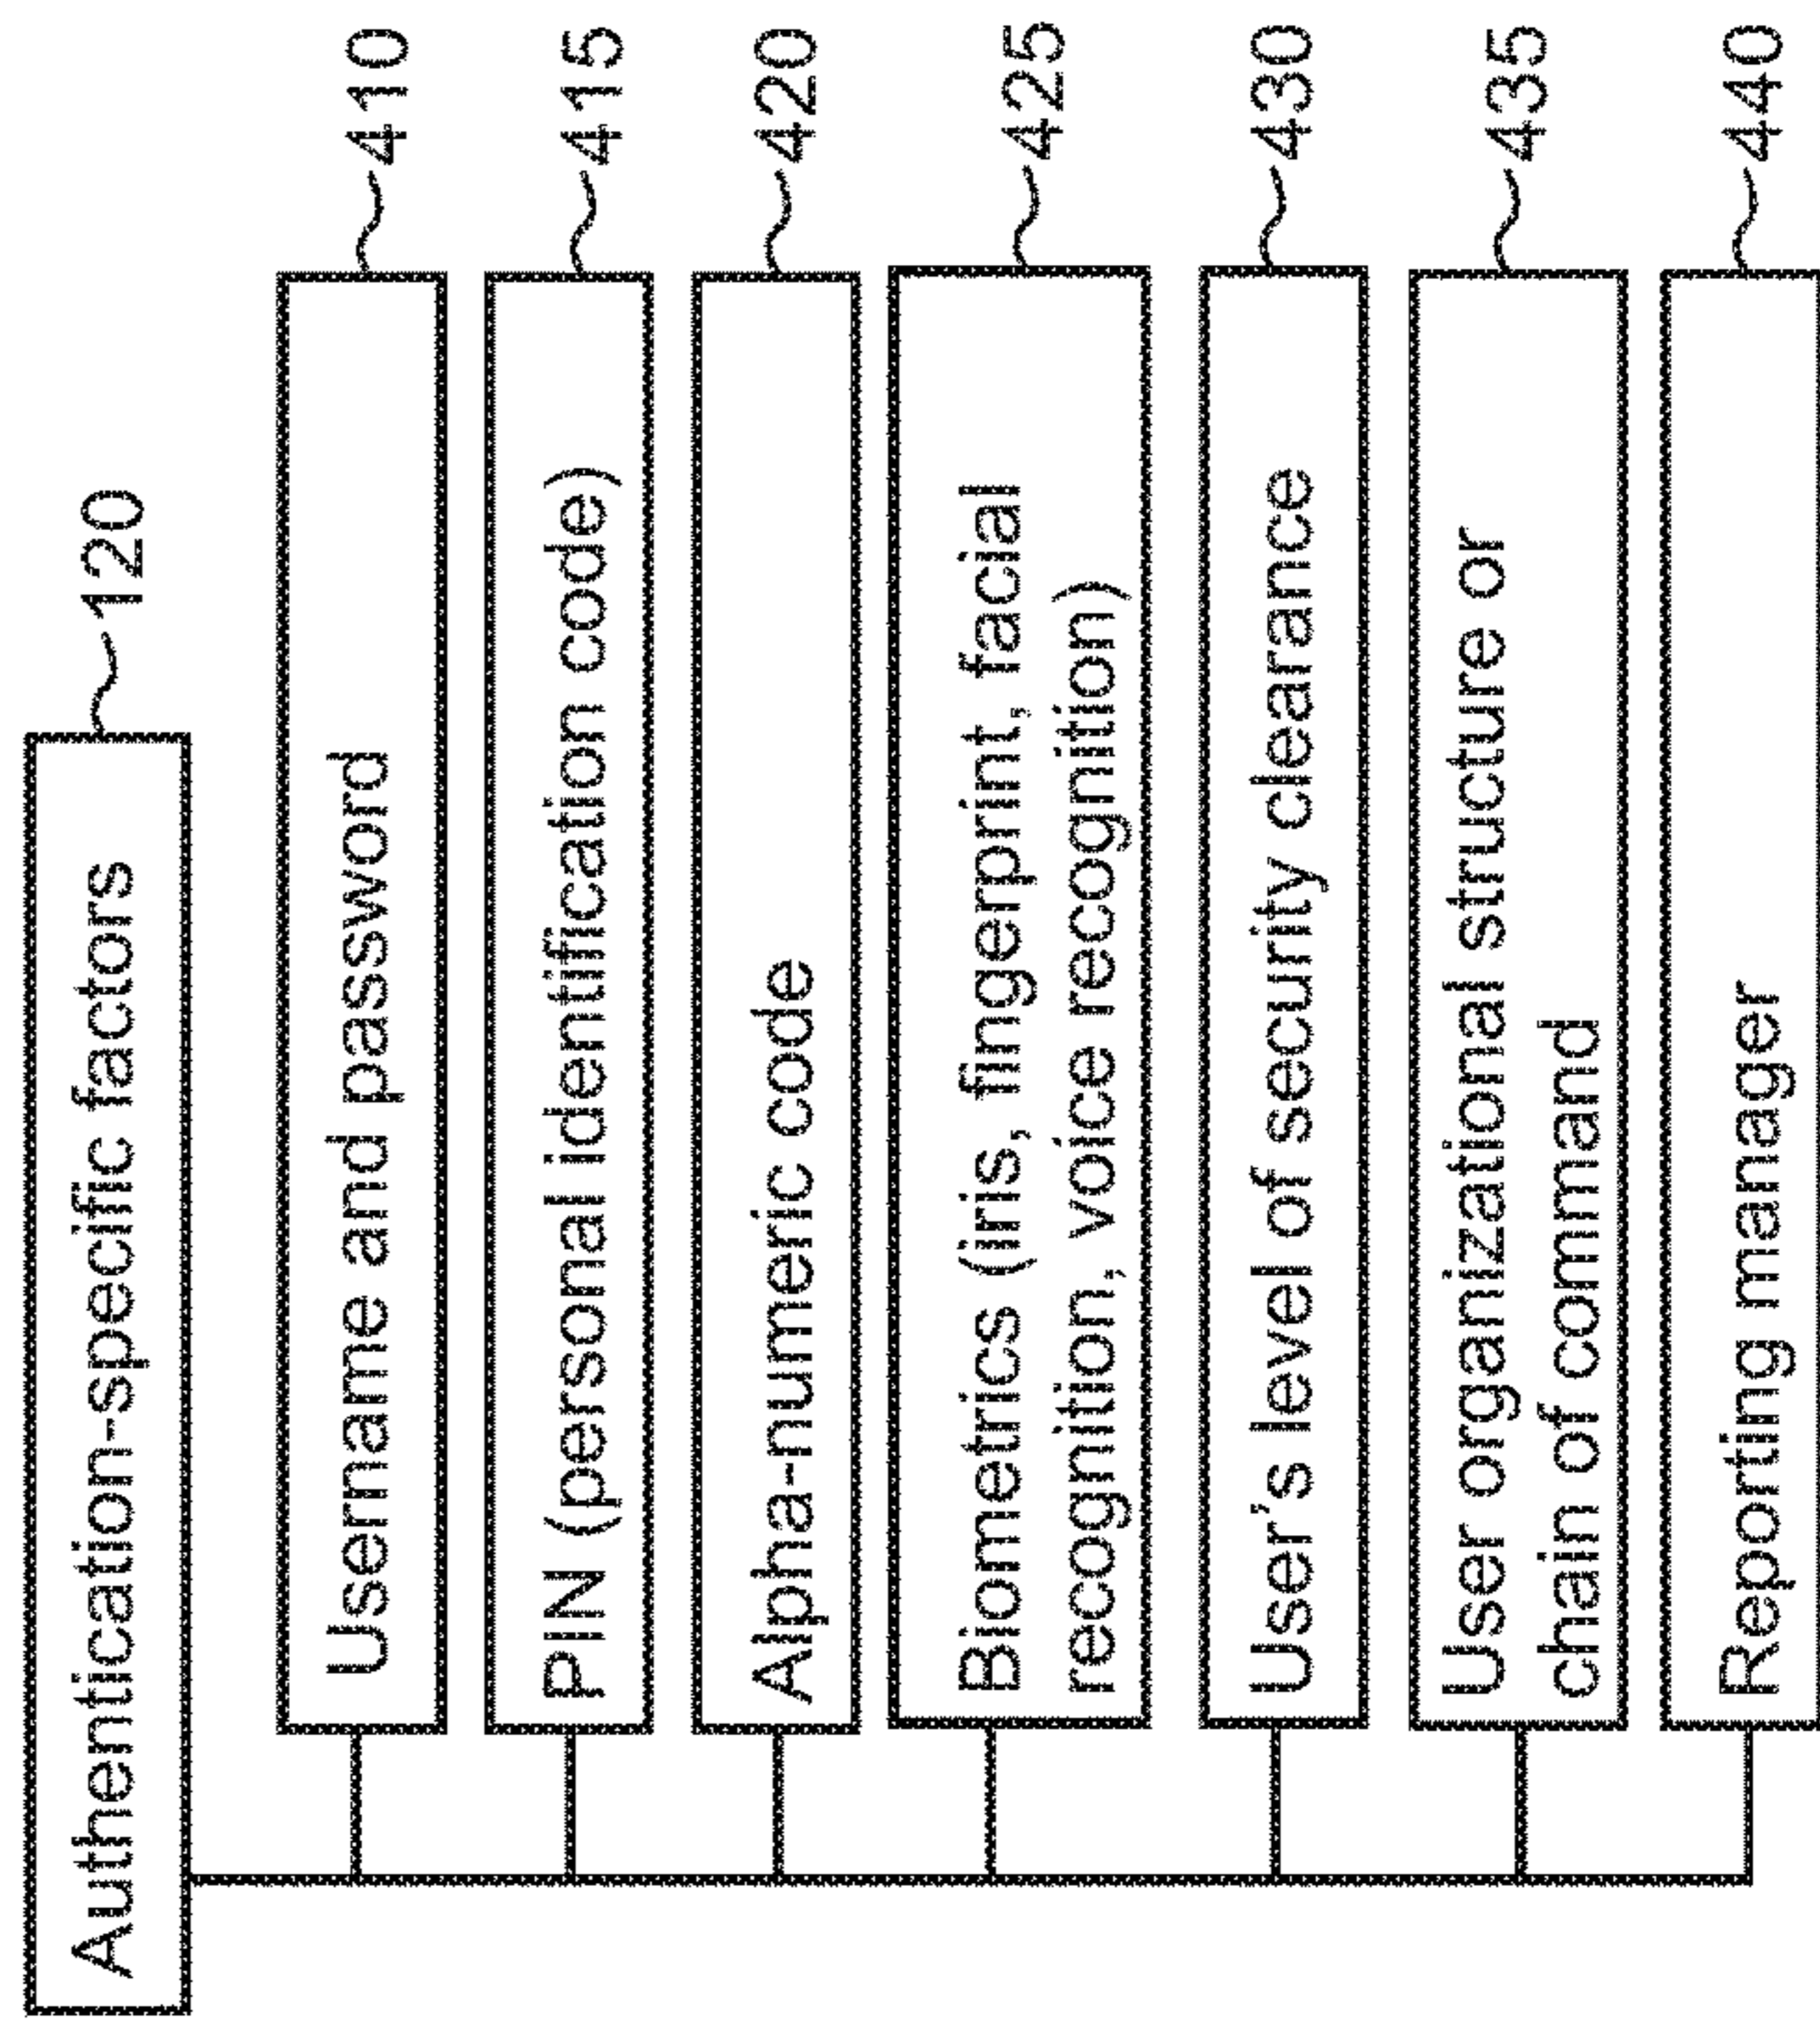 Authentication-specific factors 120
Username and password 410
PIN (personal identification code) 415
Alpha-numeric code 420
Biometrics (iris, fingerprint, facial
recognition, voice recognition) 425
User's level of security clearance 430
User organizational structure or
chain of command 435
Reporting manager 440